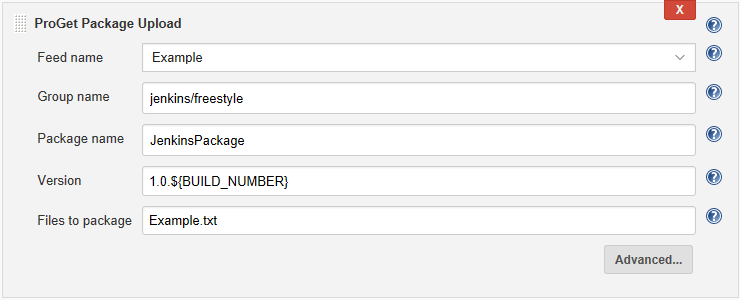 X
ProGet Package Upload
?
Feed name Example ?
Group name jenkins/freestyle ?
Package name JenkinsPackage ?
Version 1.0.${BUILD_NUMBER} ?
Files to package Example.txt ?
Advanced...